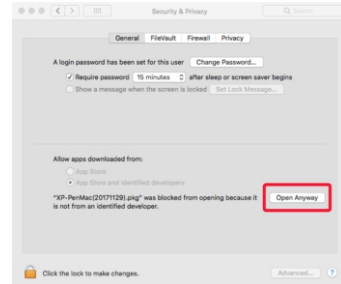 Security & Privacy
Search
General FileVault Firewall Privacy
A login password has been set for this user Change Password...
Require password 15 minutes after sleep or screen saver begins
Show a message when the screen is locked Set Lock Message...
Allow apps downloaded from:
App Store
App Store and identified developers
"XP-PenMac(20171129).pkg" was blocked from opening because it Open Anyway
is not from an identified developer.
Click the lock to make changes.
Advanced... ?